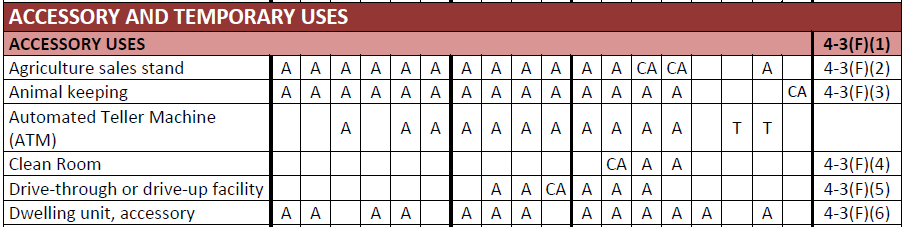 ACCESSORY AND TEMPORARY USES
ACCESSORY USES 4-3(F)(1)
Agriculture sales stand A A A A A A A A A A A A CA CA A 4-3(F)(2)
Animal keeping A A A A A A A A A A A A A A CA 4-3(F)(3)
Automated Teller Machine
(ATM) A A A A A A A A A A A T T
Clean Room CA A A 4-3(F)(4)
Drive-through or drive-up facility A A CA A A A 4-3(F)(5)
Dwelling unit, accessory A A A A A A A A A A A A A 4-3(F)(6)